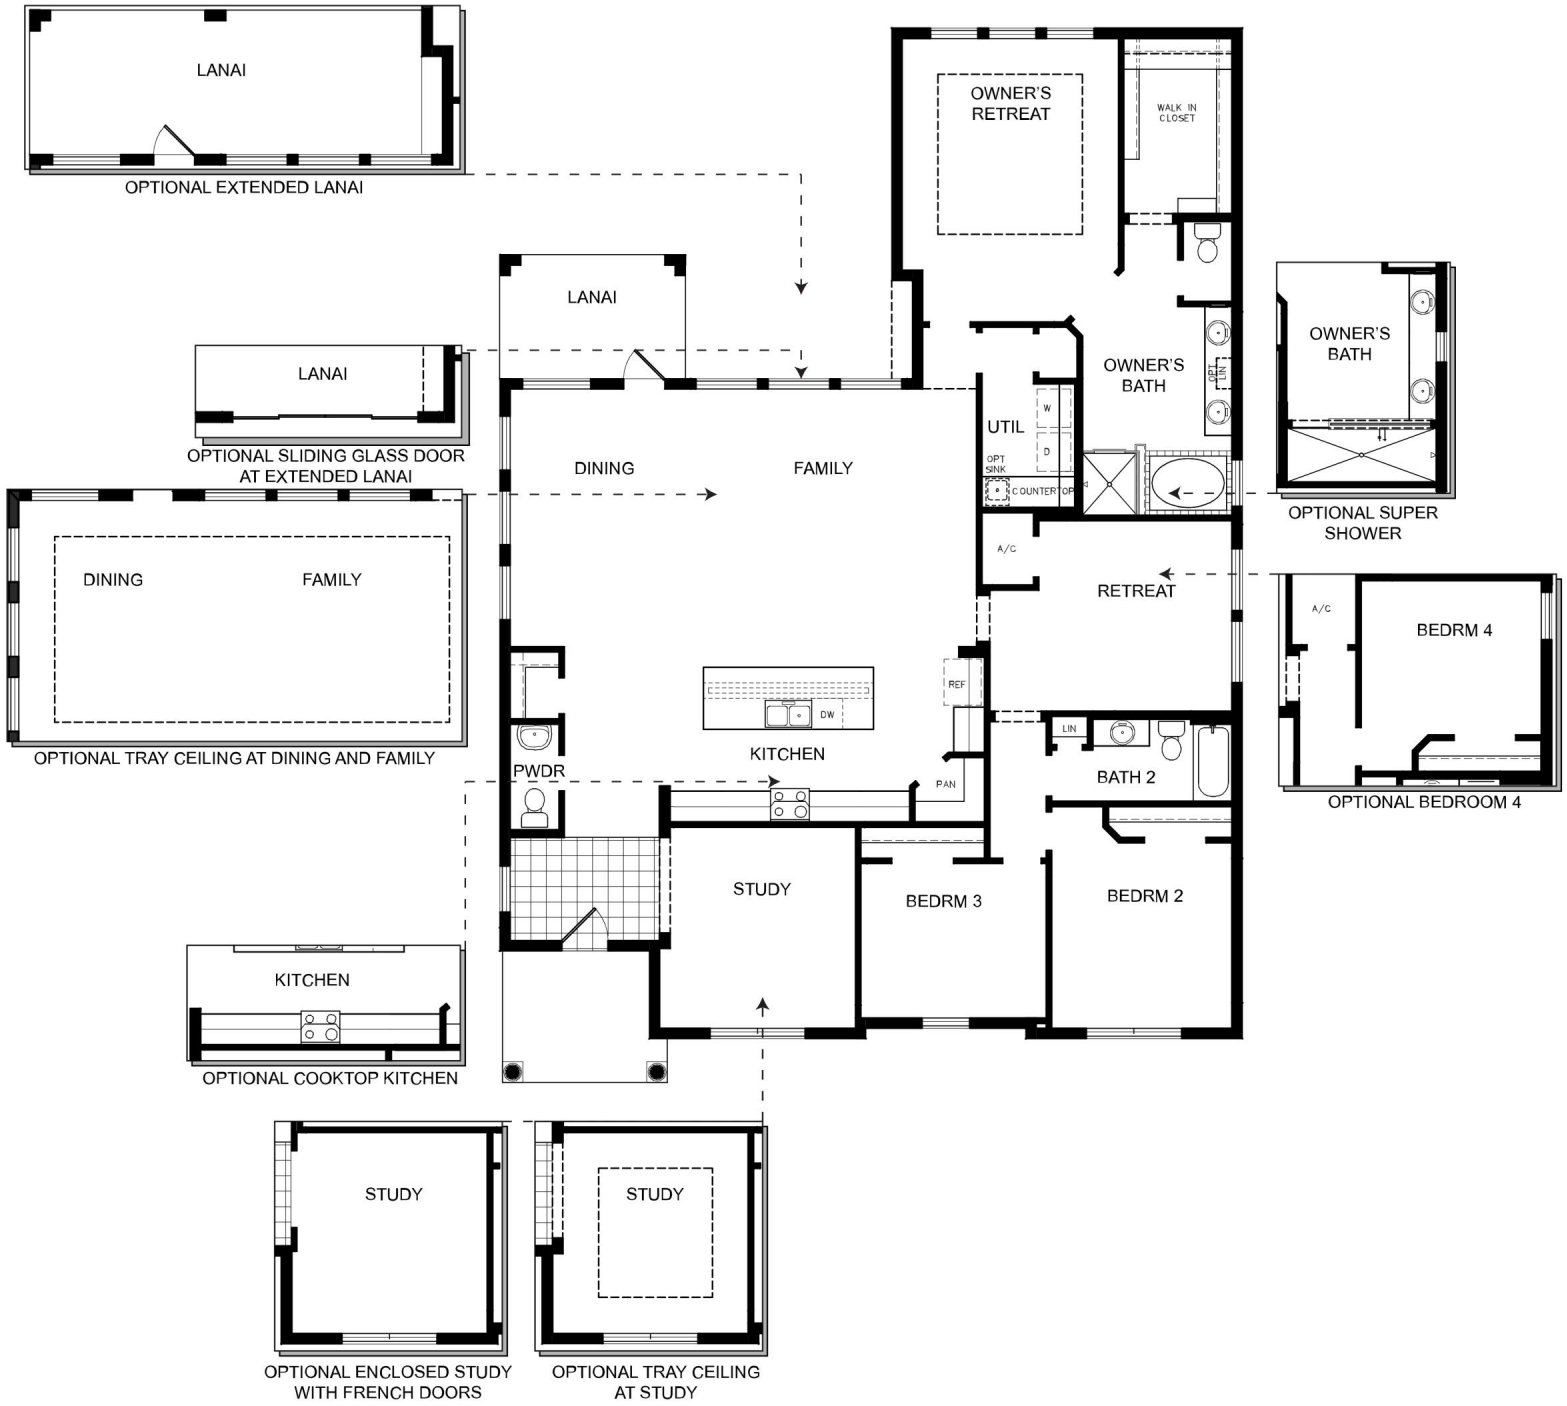 LANAI
OPTIONAL EXTENDED LANAI
OWNER'S
RETREAT
WALK IN
CLOSET
LANAI
LANAI
OPTIONAL SLIDING GLASS DOOR
AT EXTENDED LANAI
OWNER'S
BATH
OPT
LIN
OWNER'S
BATH
OPTIONAL SUPER
SHOWER
UTIL
W
D
OPT
SINK
COUNTERTOP
DINING
FAMILY
DINING
FAMILY
OPTIONAL TRAY CEILING AT DINING AND FAMILY
A/C
RETREAT
A/C
BEDRM 4
OPTIONAL BEDROOM 4
REF
DW
KITCHEN
PAN
PWDR
LIN
BATH 2
STUDY
BEDRM 3
BEDRM 2
KITCHEN
OPTIONAL COOKTOP KITCHEN
STUDY
OPTIONAL ENCLOSED STUDY
WITH FRENCH DOORS
STUDY
OPTIONAL TRAY CEILING
AT STUDY